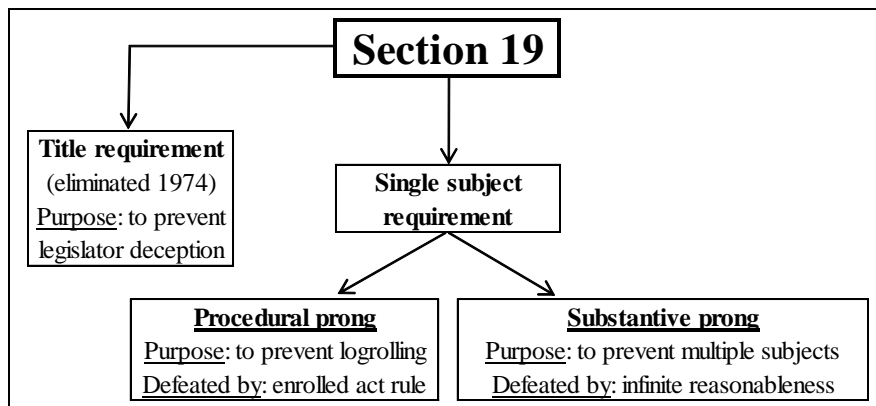 Section 19
Title requirement
(eliminated 1974)
Purpose: to prevent
legislator deception
Single subject
requirement
Procedural prong
Purpose: to prevent logrolling
Defeated by: enrolled act rule
Substantive prong
Purpose: to prevent multiple subjects
Defeated by: infinite reasonableness